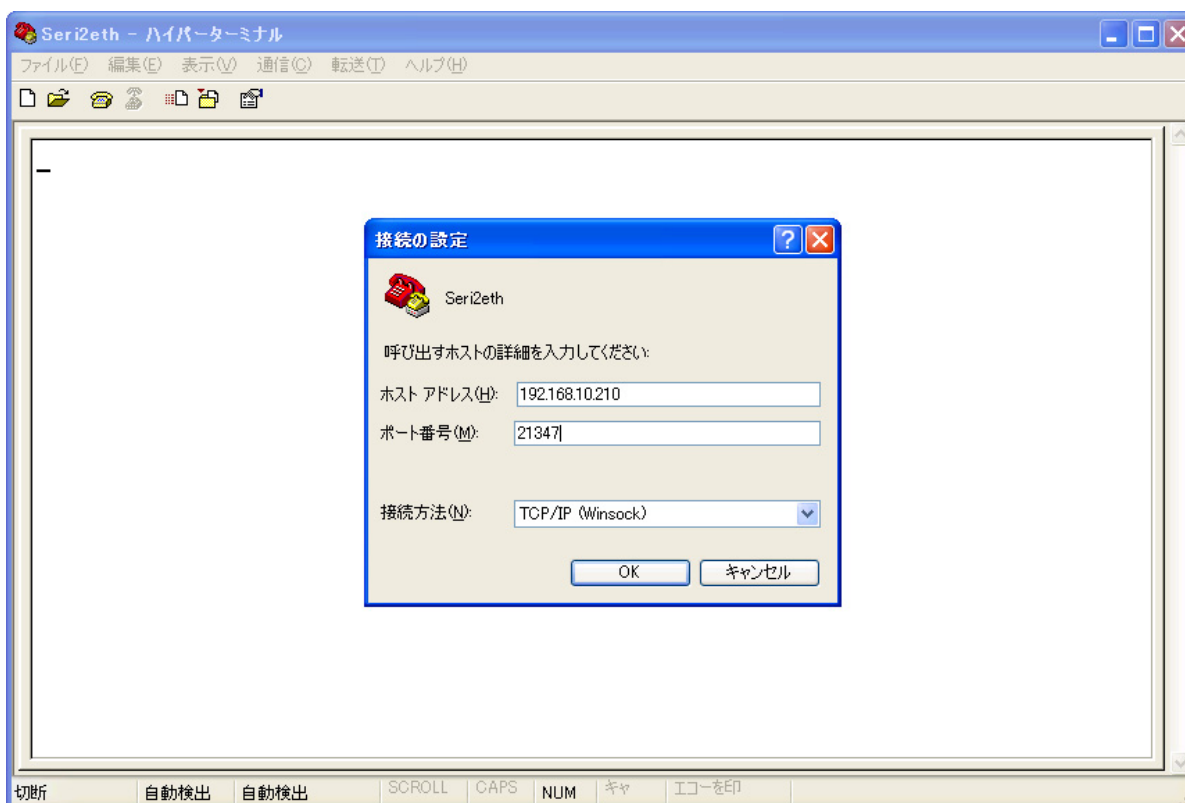 Seri2eth - ハイパーターミナル
ファイル(F) 編集(E) 表示(V) 通信(C) 転送(T) ヘルプ(H)
接続の設定
Seri2eth
呼び出すホストの詳細を入力してください:
ホスト アドレス(H): 192.168.10.210
ポート番号(M): 21347
接続方法(N): TCP/IP (Winsock)
OK キャンセル
切断 自動検出 自動検出 SCROLL CAPS NUM キャ エコーを印